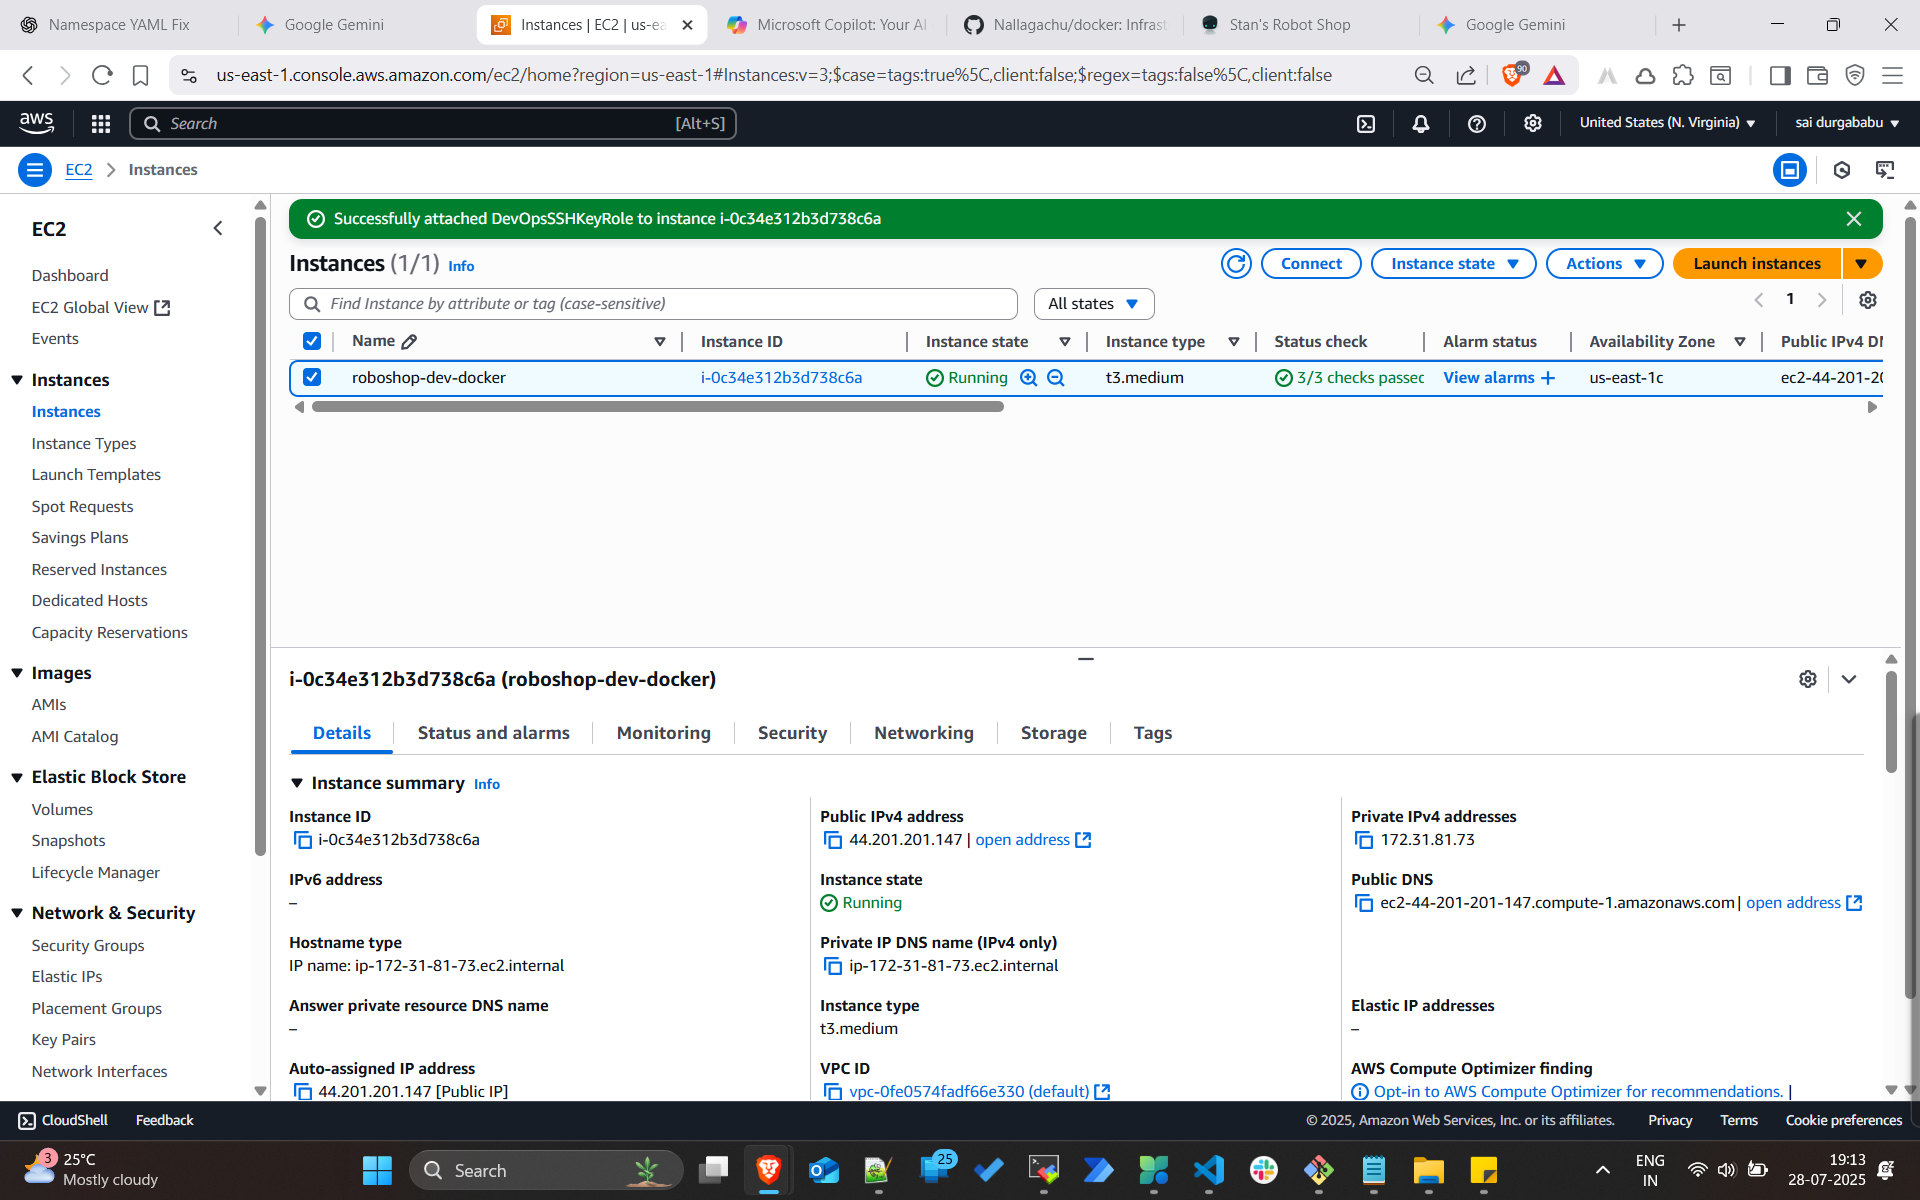 Namespace YAML Fix
Google Gemini
Instances | EC2 | us-ea
Microsoft Copilot: Your AI
Nallagachu/docker: Infrast
Stan's Robot Shop
Google Gemini
us-east-1.console.aws.amazon.com/ec2/home?region=us-east-1#Instances:v=3;$case=tags:true%5C,client:false;$regex=tags:false%5C,client:false
90
aws
Search
[Alt+S]
United States (N. Virginia)
sai durgababu
EC2
Instances
EC2
Dashboard
EC2 Global View
Events
Instances
Instances
Instance Types
Launch Templates
Spot Requests
Savings Plans
Reserved Instances
Dedicated Hosts
Capacity Reservations
Images
AMIs
AMI Catalog
Elastic Block Store
Volumes
Snapshots
Lifecycle Manager
Network & Security
Security Groups
Elastic IPs
Placement Groups
Key Pairs
Network Interfaces
Successfully attached DevOpsSSHKeyRole to instance i-0c34e312b3d738c6a
Instances (1/1) Info
Connect
Instance state
Actions
Launch instances
Find Instance by attribute or tag (case-sensitive)
All states
1
Name
Instance ID
Instance state
Instance type
Status check
Alarm status
Availability Zone
Public IPv4 DN
roboshop-dev-docker
i-0c34e312b3d738c6a
Running
t3.medium
3/3 checks passed
View alarms +
us-east-1c
ec2-44-201-20
i-0c34e312b3d738c6a (roboshop-dev-docker)
Details
Status and alarms
Monitoring
Security
Networking
Storage
Tags
Instance summary Info
Instance ID
i-0c34e312b3d738c6a
Public IPv4 address
44.201.201.147 | open address
Private IPv4 addresses
172.31.81.73
IPv6 address
–
Instance state
Running
Public DNS
ec2-44-201-201-147.compute-1.amazonaws.com | open address
Hostname type
IP name: ip-172-31-81-73.ec2.internal
Private IP DNS name (IPv4 only)
ip-172-31-81-73.ec2.internal
Answer private resource DNS name
–
Instance type
t3.medium
Elastic IP addresses
–
Auto-assigned IP address
44.201.201.147 [Public IP]
VPC ID
vpc-0fe0574fadf66e330 (default)
AWS Compute Optimizer finding
Opt-in to AWS Compute Optimizer for recommendations. |
CloudShell
Feedback
© 2025, Amazon Web Services, Inc. or its affiliates.
Privacy
Terms
Cookie preferences
3
25°C
Mostly cloudy
Search
25
ENG
IN
19:13
28-07-2025